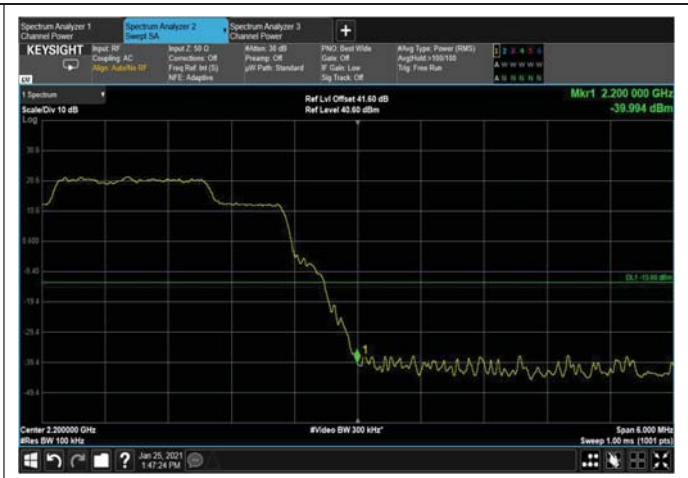 Spectrum Analyzer 1
Channel Power
Spectrum Analyzer 2
Swept SA
Spectrum Analyzer 3
Channel Power
+
KEYSIGHT
Input: RF
Coupling: AC
Align: Auto/No RF
Input Z: 50 Ω
Corrections: Off
Freq Ref: Int (S)
NFE: Adaptive
#Atten: 30 dB
Preamp: Off
µW Path: Standard
PNO: Best Wide
Gate: Off
IF Gain: Low
Sig Track: Off
#Avg Type: Power (RMS)
Avg|Hold:>100/100
Trig: Free Run
1 2 3 4 5 6
A W W W W W
A N N N N N
1 Spectrum
Scale/Div 10 dB
Log
Ref Lvl Offset 41.60 dB
Ref Level 40.60 dBm
Mkr1 2.200 000 GHz
-39.994 dBm
30.6
20.6
10.6
0.600
-9.40
DL1 -13.00 dBm
-19.4
-29.4
1
-39.4
-49.4
Center 2.200000 GHz
#Res BW 100 kHz
#Video BW 300 kHz*
Span 6.000 MHz
Sweep 1.00 ms (1001 pts)
?
Jan 25, 2021
1:47:24 PM